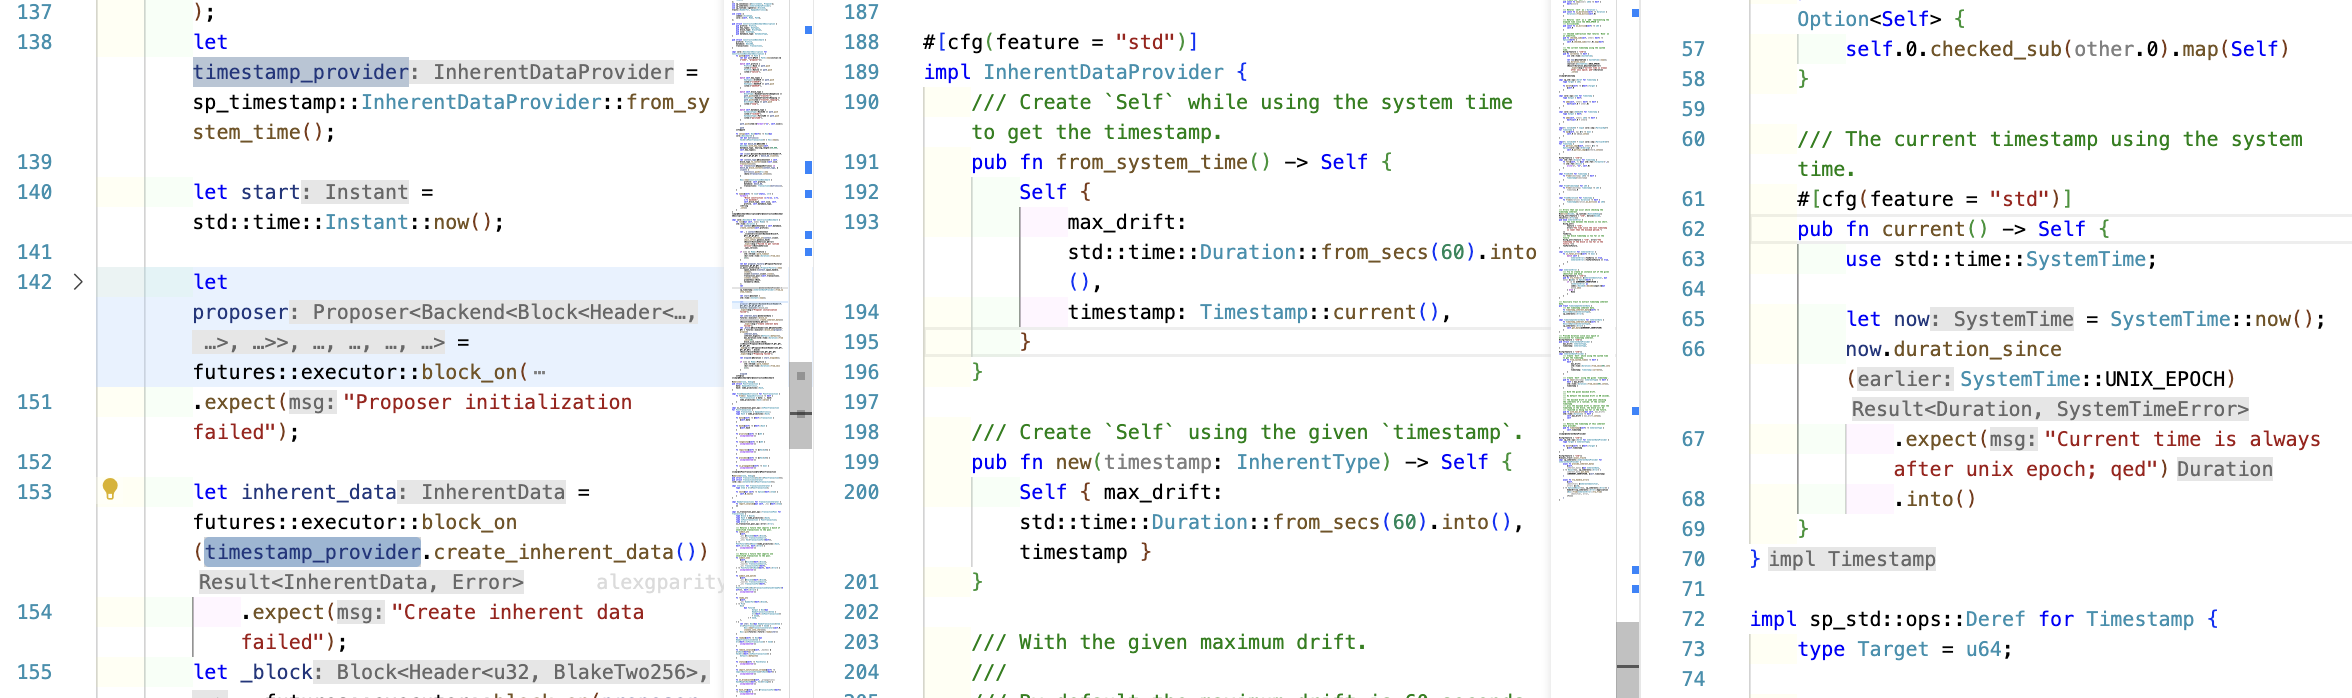 137 );
138 let
timestamp_provider: InherentDataProvider =
sp_timestamp::InherentDataProvider::from_sy
stem_time();
139
140 let start: Instant =
std::time::Instant::now();
141
142 let
proposer: Proposer<Backend<Block<Header<…,
…>, …>>, …, …, …, …> =
futures::executor::block_on( ⋯
151 .expect(msg: "Proposer initialization
failed");
152
153 let inherent_data: InherentData =
futures::executor::block_on
(timestamp_provider.create_inherent_data())
Result<InherentData, Error> alexgparity
154 .expect(msg: "Create inherent data
failed");
155 let _block: Block<Header<u32, BlakeTwo256>,
187
188 #[cfg(feature = "std")]
189 impl InherentDataProvider {
190 /// Create `Self` while using the system time
to get the timestamp.
191 pub fn from_system_time() -> Self {
192 Self {
193 max_drift:
std::time::Duration::from_secs(60).into
(),
194 timestamp: Timestamp::current(),
195 }
196 }
197
198 /// Create `Self` using the given `timestamp`.
199 pub fn new(timestamp: InherentType) -> Self {
200 Self { max_drift:
std::time::Duration::from_secs(60).into(),
timestamp }
201 }
202
203 /// With the given maximum drift.
204 ///
205 /// By default the maximum drift is 60 seconds
Option<Self> {
57 self.0.checked_sub(other.0).map(Self)
58 }
59
60 /// The current timestamp using the system
time.
61 #[cfg(feature = "std")]
62 pub fn current() -> Self {
63 use std::time::SystemTime;
64
65 let now: SystemTime = SystemTime::now();
66 now.duration_since
(earlier: SystemTime::UNIX_EPOCH)
Result<Duration, SystemTimeError>
67 .expect(msg: "Current time is always
after unix epoch; qed") Duration
68 .into()
69 }
70 } impl Timestamp
71
72 impl sp_std::ops::Deref for Timestamp {
73 type Target = u64;
74